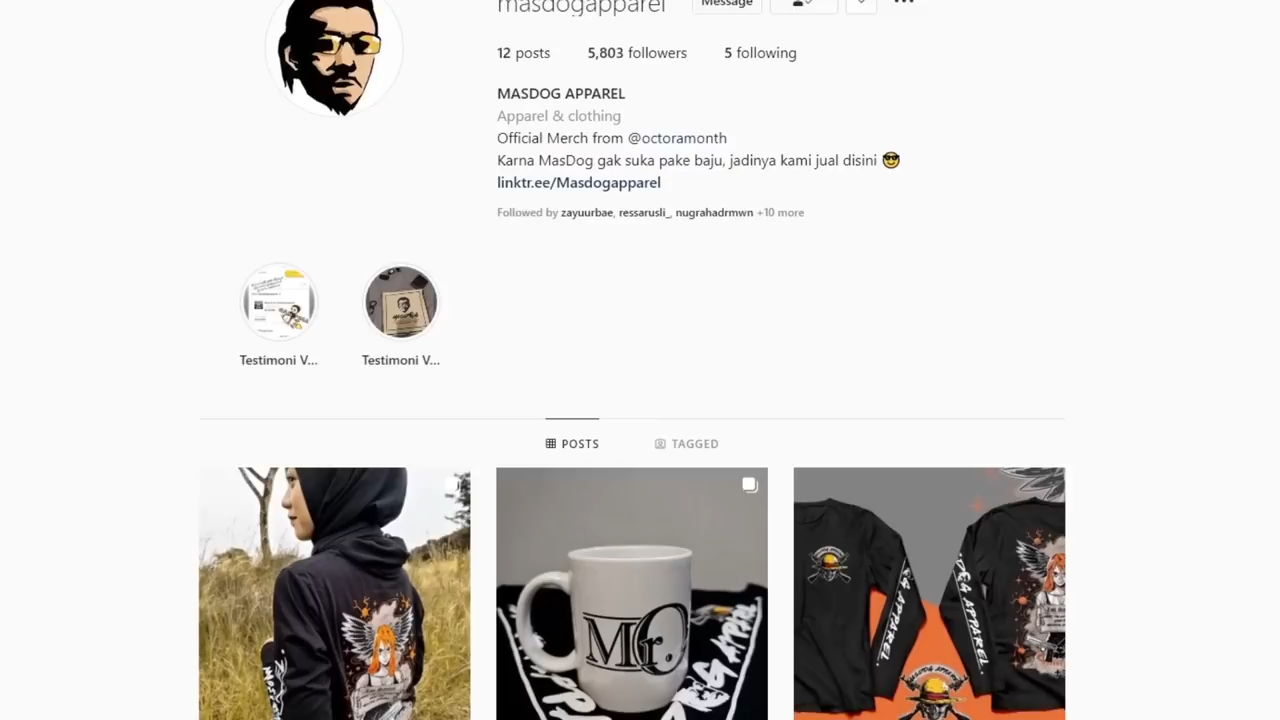 masdogapparel Message
12 posts 5,803 followers 5 following
MASDOG APPAREL
Apparel & clothing
Official Merch from @octoramonth
Karna MasDog gak suka pake baju, jadinya kami jual disini 😎
linktr.ee/Masdogapparel
Followed by zayuurbae, ressarusli_, nugrahadrmwn +10 more
Testimoni V... Testimoni V...
POSTS TAGGED
Mr.O
APPAREL
MASDOG APPAREL